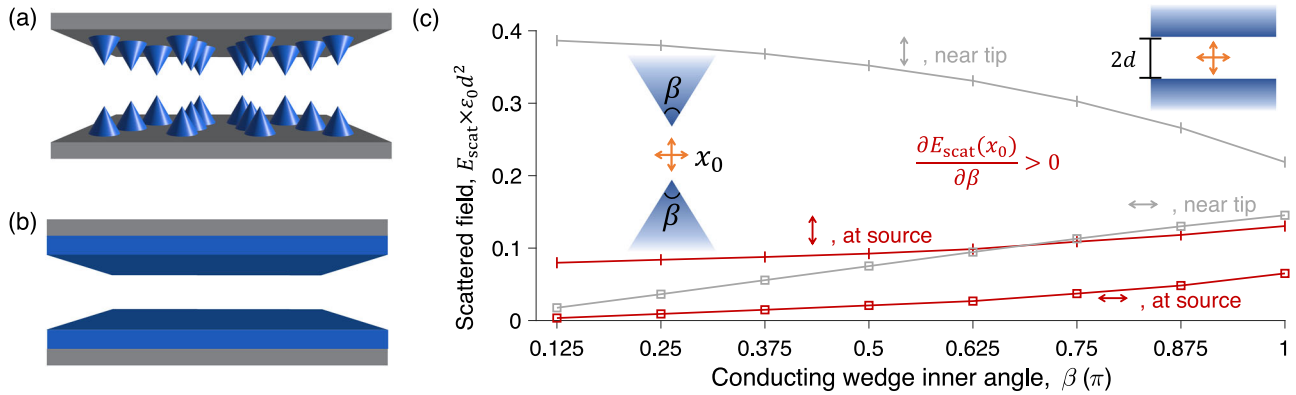 (a)
(b)
(c)
Scattered field, E_scat × ε₀d²
0.4
0.3
0.2
0.1
0
↕ , near tip
2d
β
x₀
β
∂E_scat(x₀)/∂β > 0
↔ , near tip
↕ , at source
↔ , at source
0.125 0.25 0.375 0.5 0.625 0.75 0.875 1
Conducting wedge inner angle, β (π)